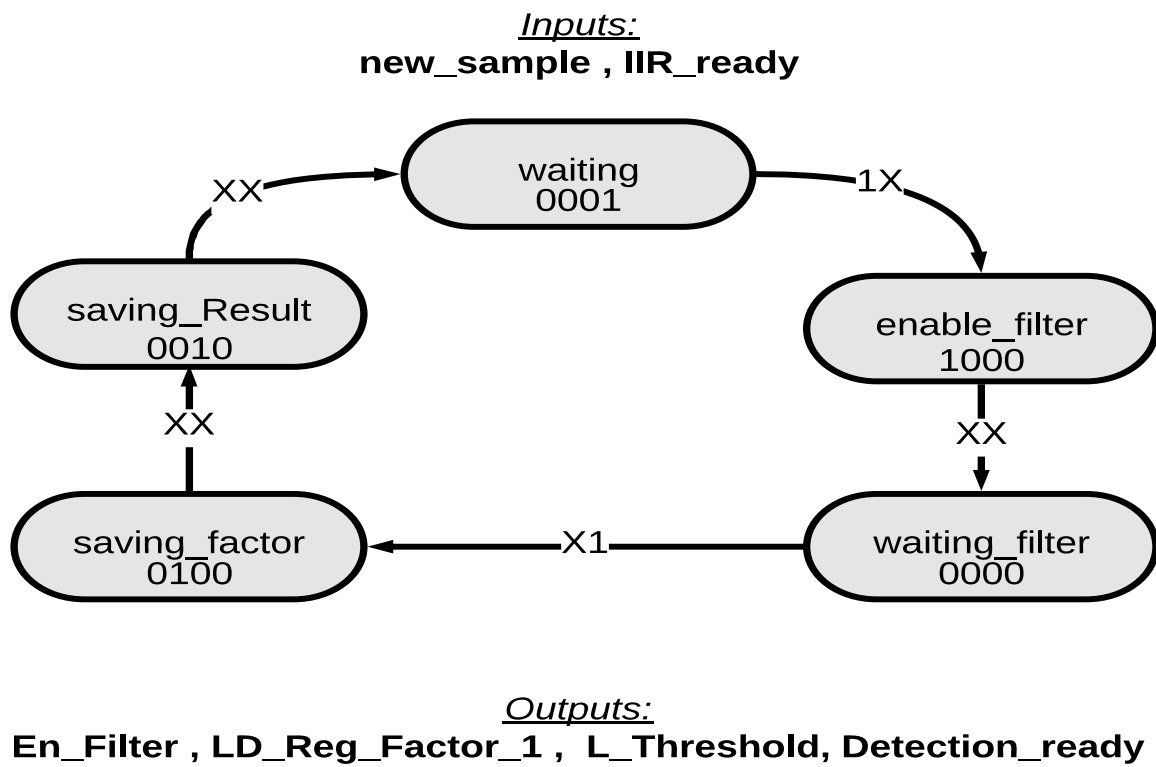 Inputs:
new_sample , IIR_ready
waiting
0001
XX
1X
saving_Result
0010
enable_filter
1000
XX
XX
saving_factor
0100
X1
waiting_filter
0000
Outputs:
En_Filter , LD_Reg_Factor_1 , L_Threshold, Detection_ready